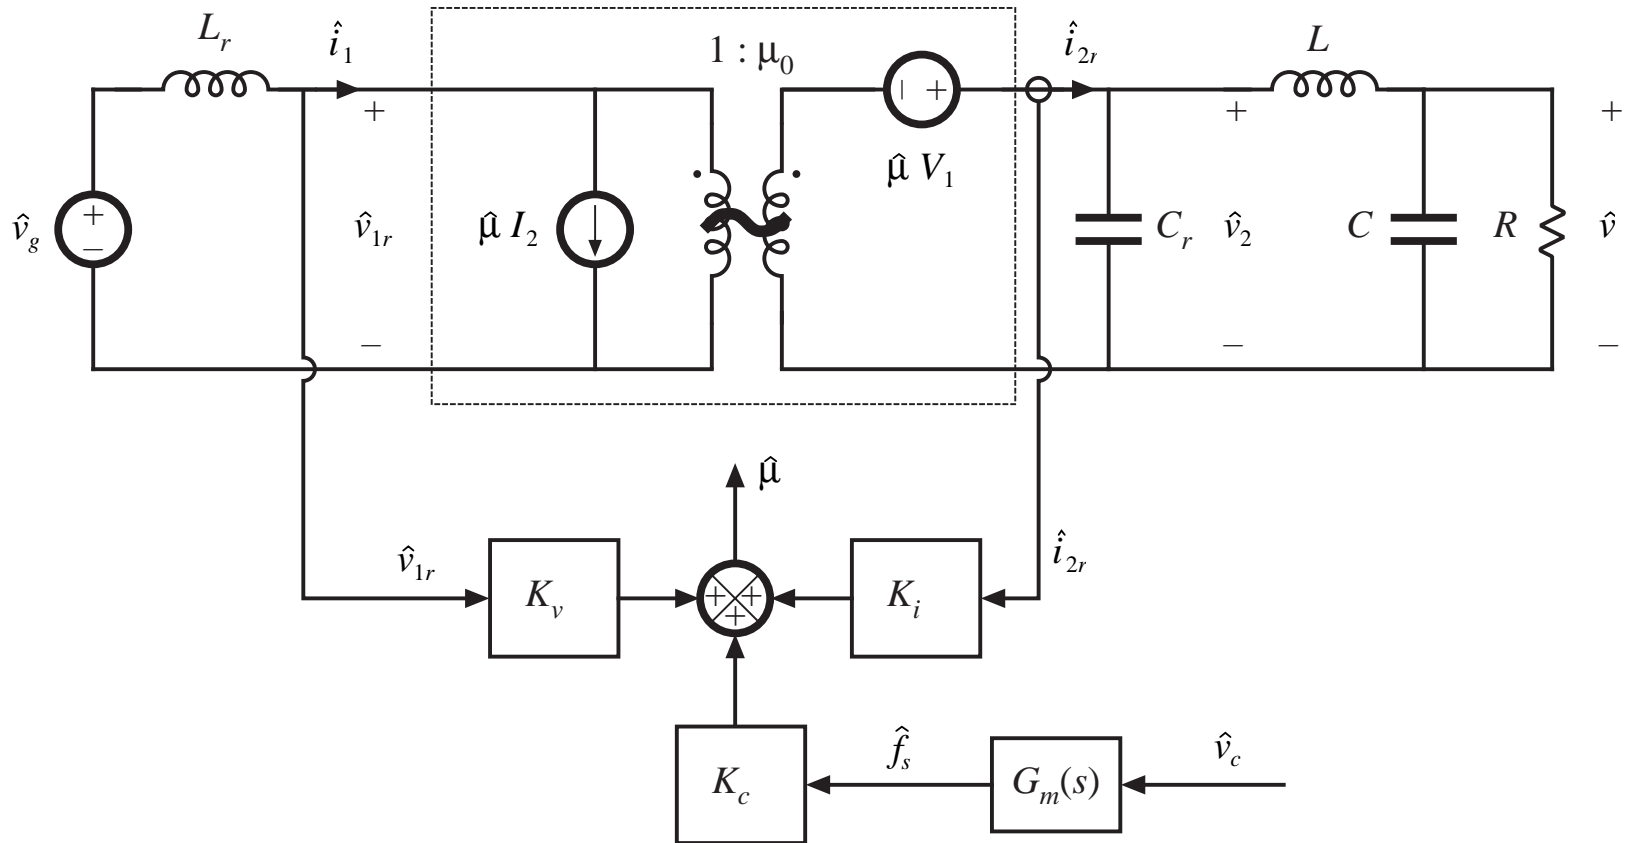 L_r
î_1
1 : μ_0
î_2r
L
+
+
+
− +
μ̂ V_1
v̂_g
+
−
v̂_1r
μ̂ I_2
C_r
v̂_2
C
R
v̂
−
−
−
μ̂
v̂_1r
K_v
+ + +
K_i
î_2r
K_c
f̂_s
G_m(s)
v̂_c